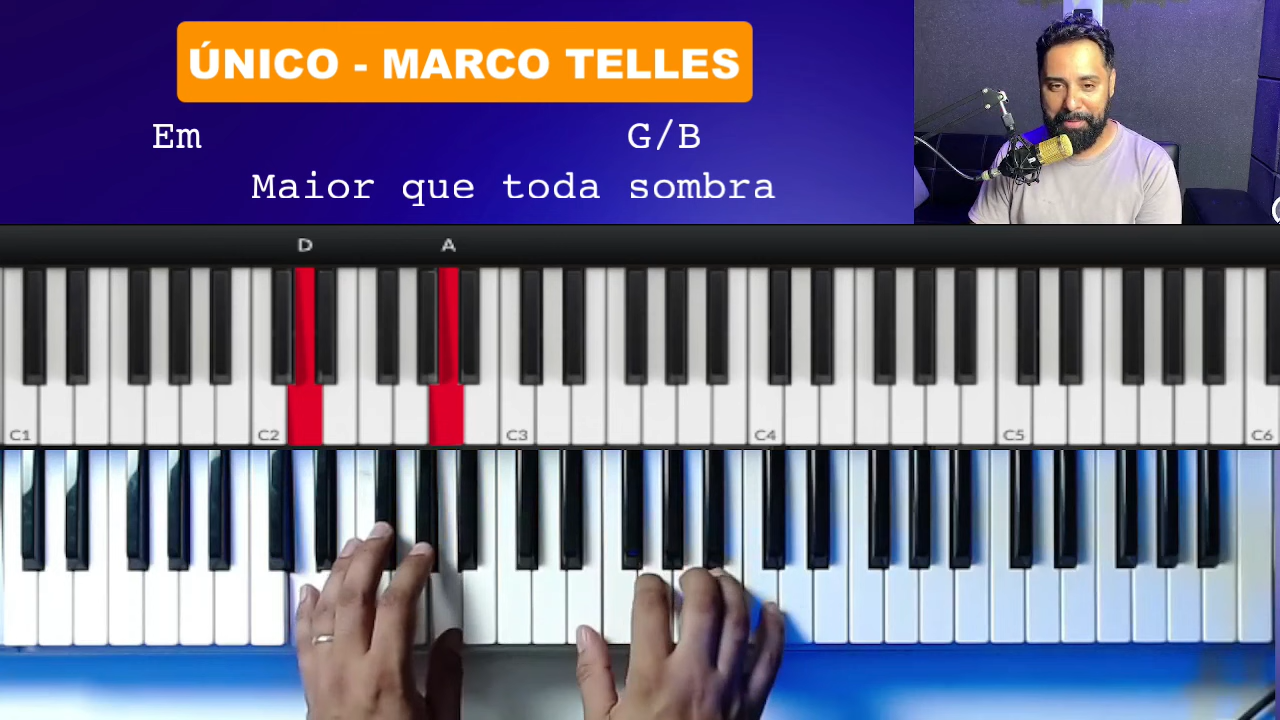 ÚNICO - MARCO TELLES
Em G/B
Maior que toda sombra
D A
C1 C2 C3 C4 C5 C6